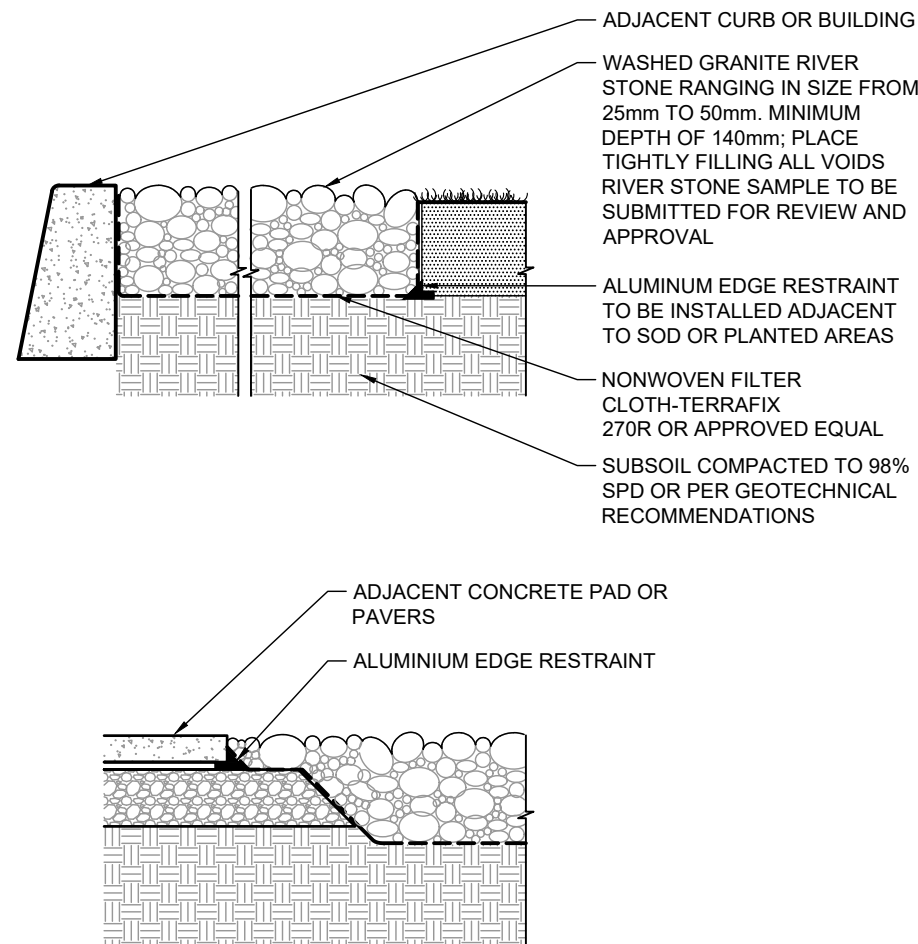 ADJACENT CURB OR BUILDING
WASHED GRANITE RIVER
STONE RANGING IN SIZE FROM
25mm TO 50mm. MINIMUM
DEPTH OF 140mm; PLACE
TIGHTLY FILLING ALL VOIDS
RIVER STONE SAMPLE TO BE
SUBMITTED FOR REVIEW AND
APPROVAL
ALUMINUM EDGE RESTRAINT
TO BE INSTALLED ADJACENT
TO SOD OR PLANTED AREAS
NONWOVEN FILTER
CLOTH-TERRAFIX
270R OR APPROVED EQUAL
SUBSOIL COMPACTED TO 98%
SPD OR PER GEOTECHNICAL
RECOMMENDATIONS
ADJACENT CONCRETE PAD OR
PAVERS
ALUMINIUM EDGE RESTRAINT